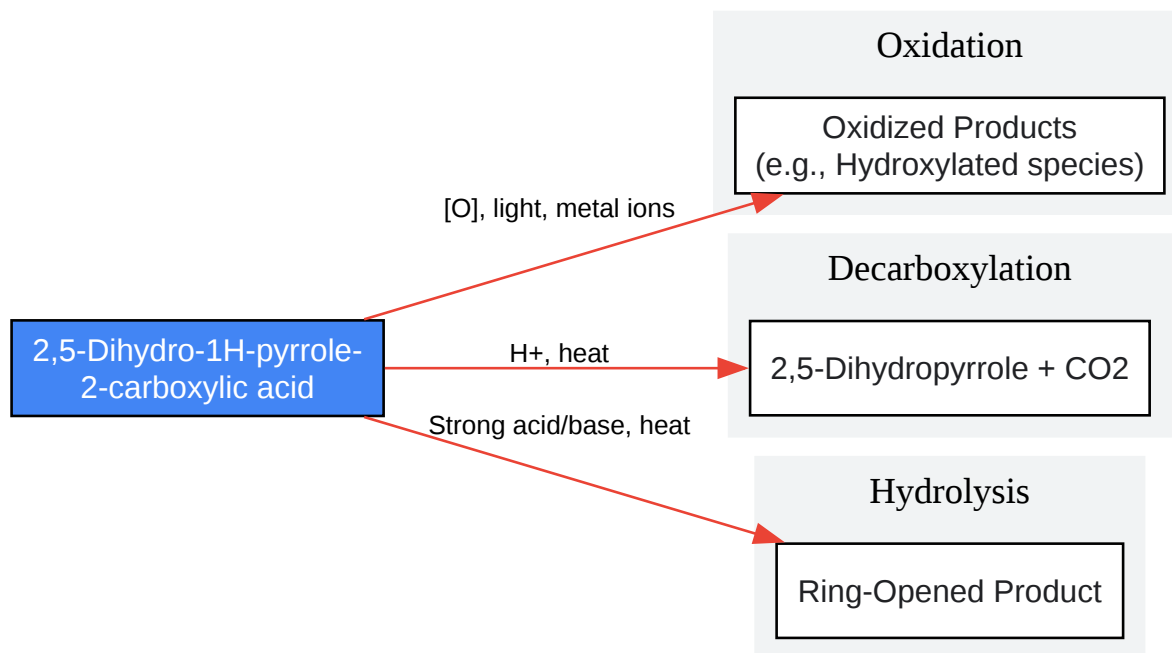 Oxidation
Oxidized Products
(e.g., Hydroxylated species)
[O], light, metal ions
Decarboxylation
2,5-Dihydro-1H-pyrrole-
2-carboxylic acid
H+, heat
2,5-Dihydropyrrole + CO2
Strong acid/base, heat
Hydrolysis
Ring-Opened Product